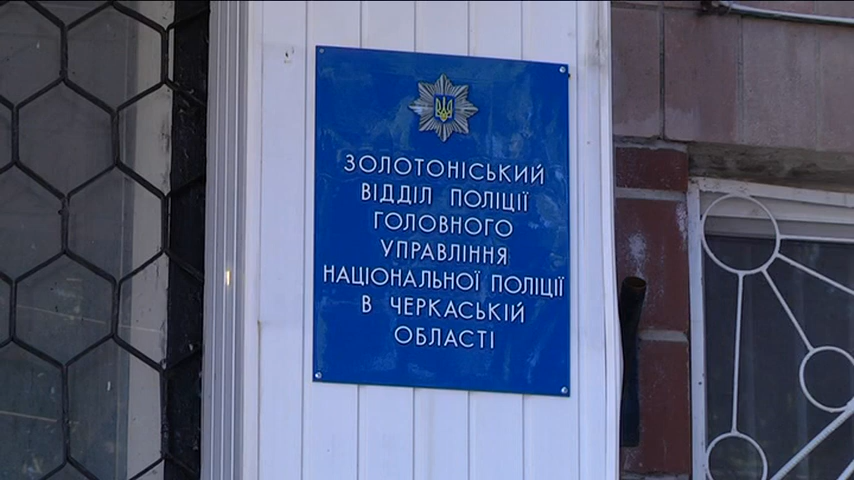 ЗОЛОТОНІСЬКИЙ
ВІДДІЛ ПОЛІЦІЇ
ГОЛОВНОГО
УПРАВЛІННЯ
НАЦІОНАЛЬНОЇ ПОЛІЦІЇ
В ЧЕРКАСЬКІЙ
ОБЛАСТІ